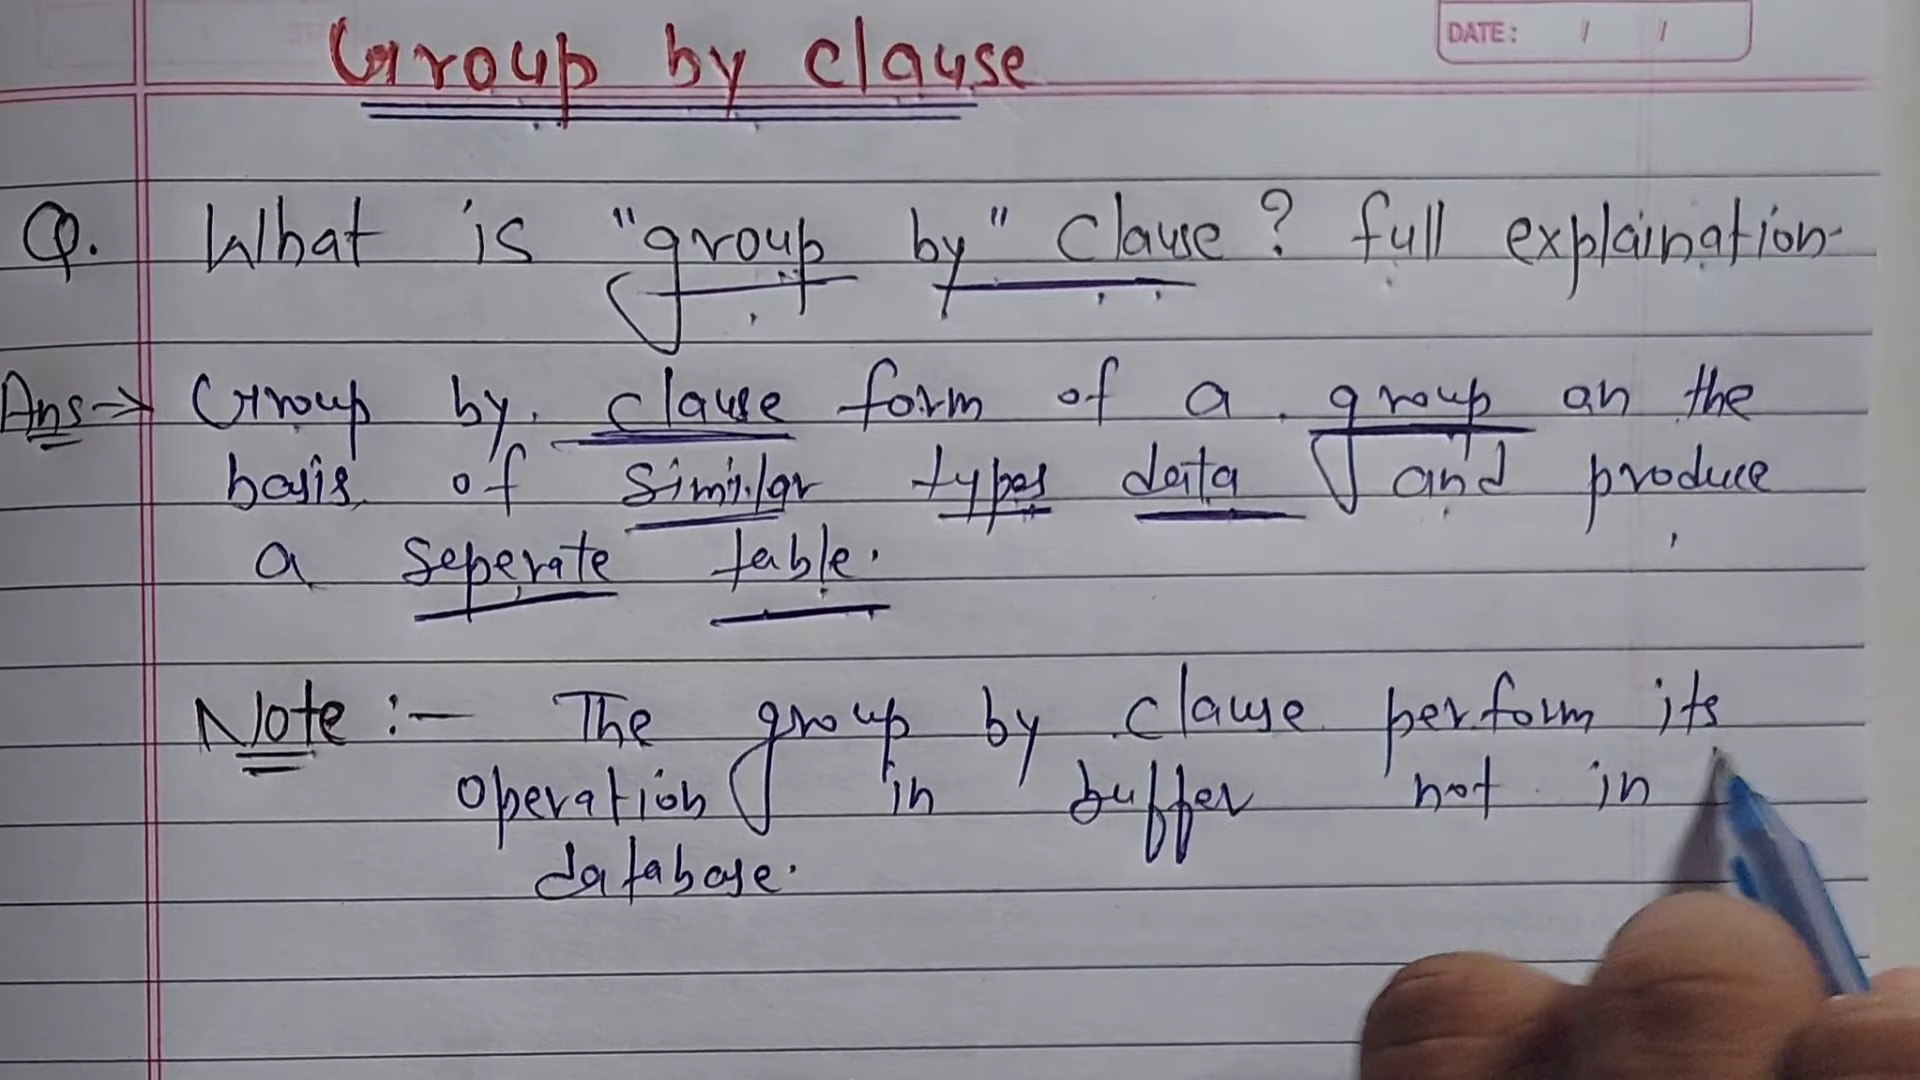 DATE: / /
Group by clause
Q. What is "group by" clause? full explaination
Ans→ Group by clause form of a group on the
basis of similar types data and produce
a seperate table.
Note :- The group by clause perform its
operation in buffer not in
database.